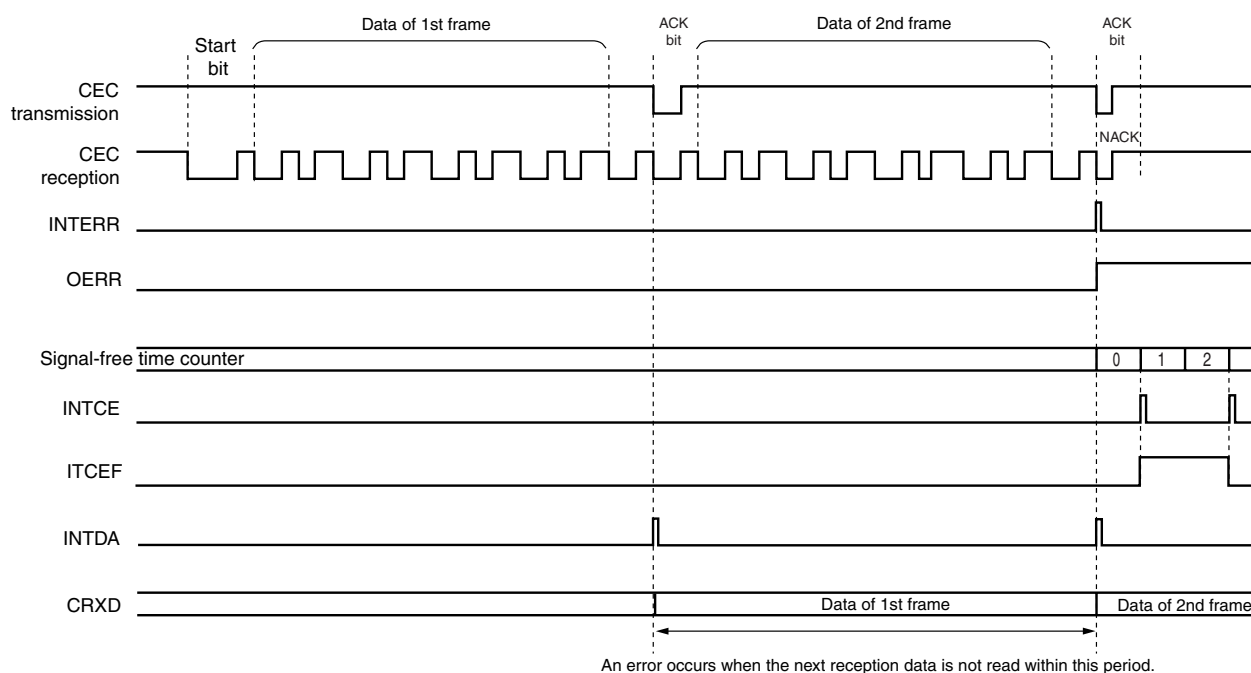 Data of 1st frame
ACK
bit
Data of 2nd frame
ACK
bit
Start
bit
CEC
transmission
NACK
CEC
reception
INTERR
OERR
Signal-free time counter
0 1 2
INTCE
ITCEF
INTDA
CRXD
Data of 1st frame
Data of 2nd frame
An error occurs when the next reception data is not read within this period.